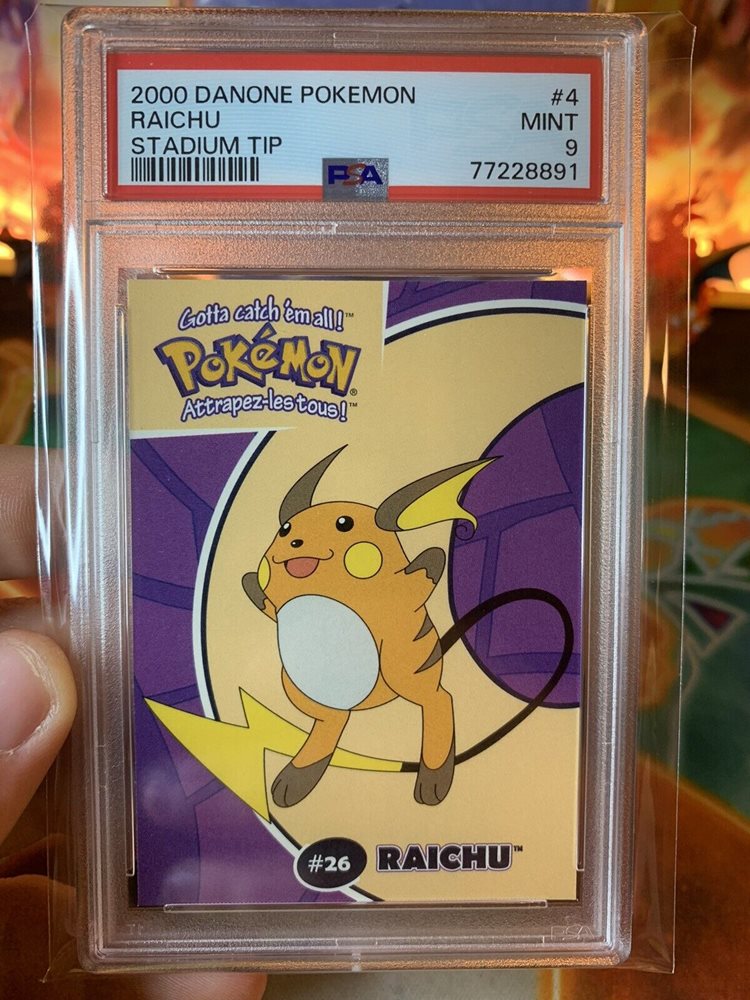 2000 DANONE POKEMON #4
RAICHU MINT
STADIUM TIP 9
PSA 77228891
Gotta catch 'em all!™
POKéMON®
Attrapez-les tous!™
#26 RAICHU™
PSA